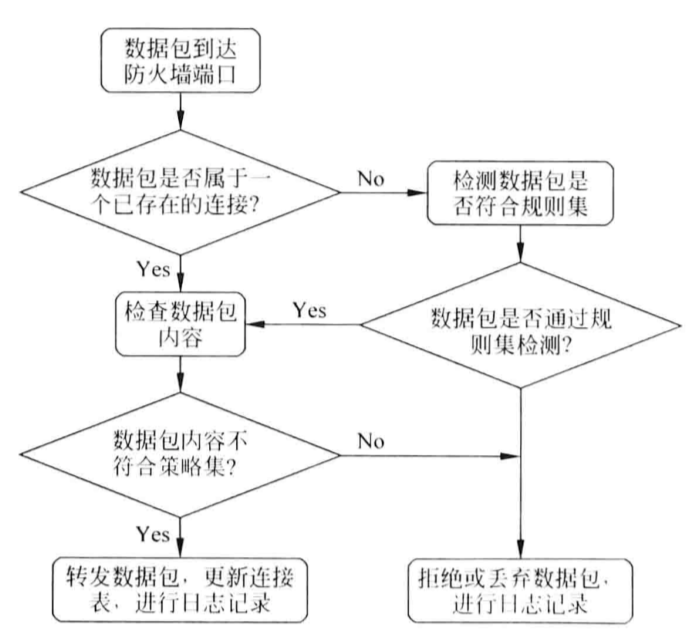 数据包到达
防火墙端口
数据包是否属于一
个已存在的连接?
No
检测数据包是
否符合规则集
Yes
检查数据包
内容
Yes
数据包是否通过规
则集检测?
数据包内容不
符合策略集?
No
Yes
转发数据包,更新连接
表,进行日志记录
拒绝或丢弃数据包,
进行日志记录